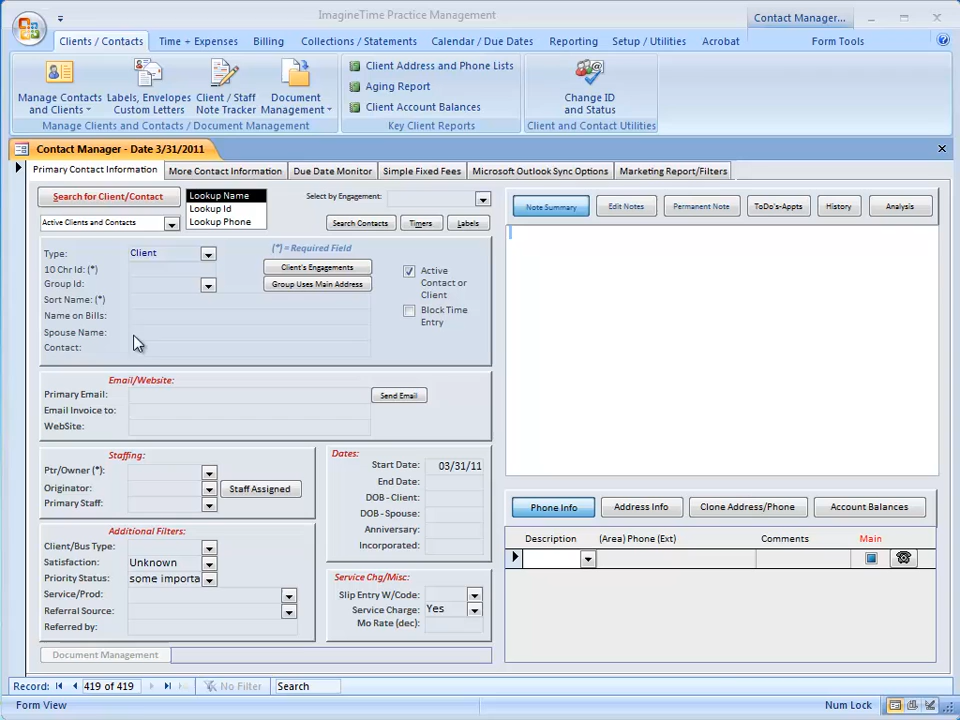 ImagineTime Practice Management
Contact Manager...
Clients / Contacts
Time + Expenses
Billing
Collections / Statements
Calendar / Due Dates
Reporting
Setup / Utilities
Acrobat
Form Tools
Manage Contacts
and Clients
Labels, Envelopes
Custom Letters
Client / Staff
Note Tracker
Document
Management
Client Address and Phone Lists
Aging Report
Client Account Balances
Change ID
and Status
Manage Clients and Contacts / Document Management
Key Client Reports
Client and Contact Utilities
Contact Manager - Date 3/31/2011
Primary Contact Information
More Contact Information
Due Date Monitor
Simple Fixed Fees
Microsoft Outlook Sync Options
Marketing Report/Filters
Search for Client/Contact
Lookup Name
Lookup Id
Lookup Phone
Select by Engagement:
Active Clients and Contacts
Search Contacts
Timers
Labels
Note Summary
Edit Notes
Permanent Note
ToDo's-Appts
History
Analysis
Type:
Client
(*) = Required Field
10 Chr Id: (*)
Client's Engagements
Group Id:
Group Uses Main Address
Sort Name: (*)
Name on Bills:
Spouse Name:
Contact:
Active
Contact or
Client
Block Time
Entry
Email/Website:
Primary Email:
Send Email
Email Invoice to:
WebSite:
Staffing:
Ptr/Owner (*):
Originator:
Staff Assigned
Primary Staff:
Dates:
Start Date: 03/31/11
End Date:
DOB - Client:
DOB - Spouse:
Anniversary:
Incorporated:
Additional Filters:
Client/Bus Type:
Satisfaction: Unknown
Priority Status: some importa
Service/Prod:
Referral Source:
Referred by:
Service Chg/Misc:
Slip Entry W/Code:
Service Charge: Yes
Mo Rate (dec):
Phone Info
Address Info
Clone Address/Phone
Account Balances
Description
(Area) Phone (Ext)
Comments
Main
Document Management
Record:
419 of 419
No Filter
Search
Form View
Num Lock